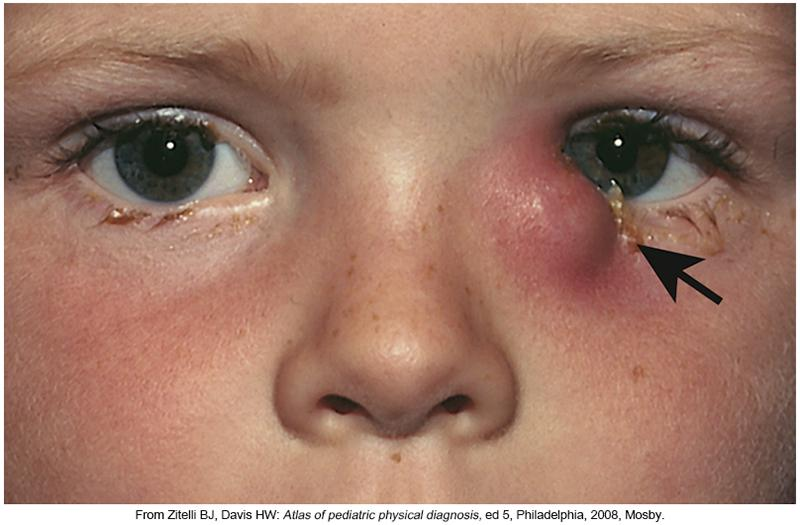 From Zitelli BJ, Davis HW: Atlas of pediatric physical diagnosis, ed 5, Philadelphia, 2008, Mosby.